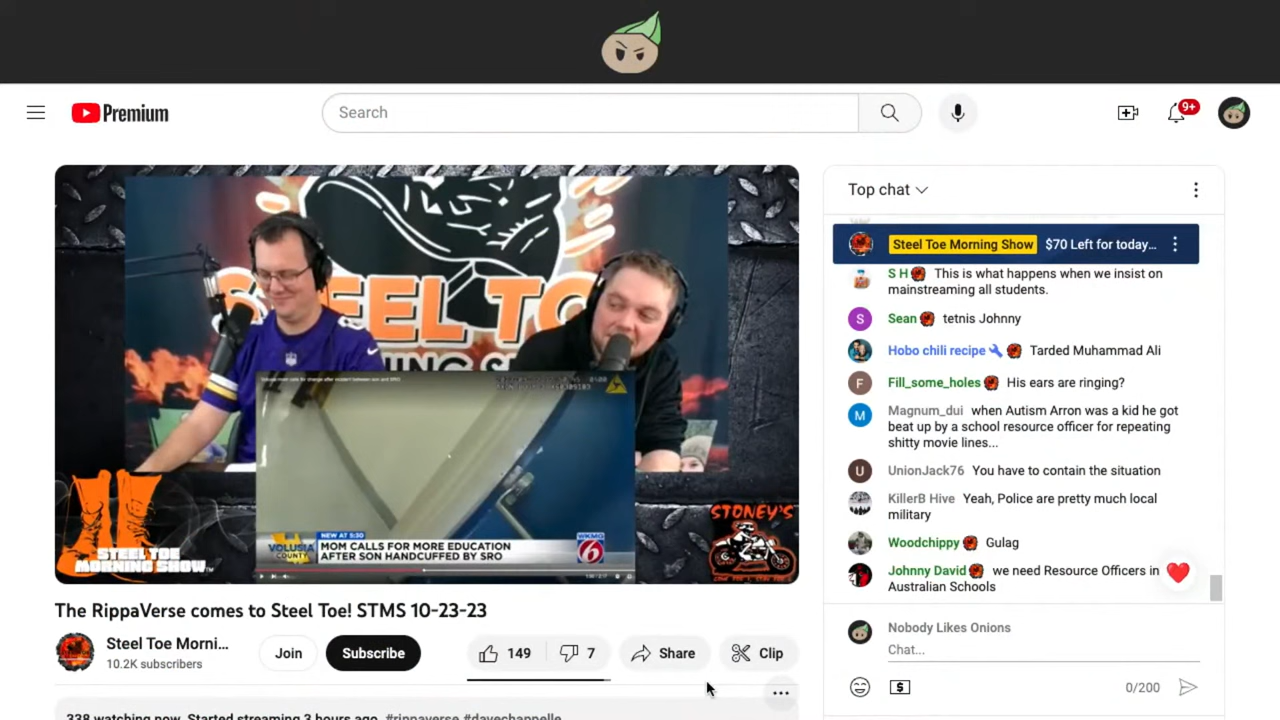 Premium
Search
9+
STEEL TO
NEW AT 5:30
VOLUSIA COUNTY
MOM CALLS FOR MORE EDUCATION
AFTER SON HANDCUFFED BY SRO
WKMG
6
STEEL TOE
MORNING SHOW
STONEY'S
Top chat
Steel Toe Morning Show $70 Left for today...
S H This is what happens when we insist on
mainstreaming all students.
Sean tetnis Johnny
Hobo chili recipe Tarded Muhammad Ali
F Fill_some_holes His ears are ringing?
M Magnum_dui when Autism Arron was a kid he got
beat up by a school resource officer for repeating
shitty movie lines...
U UnionJack76 You have to contain the situation
KillerB Hive Yeah, Police are pretty much local
military
Woodchippy Gulag
Johnny David we need Resource Officers in
Australian Schools
Nobody Likes Onions
Chat...
0/200
The RippaVerse comes to Steel Toe! STMS 10-23-23
Steel Toe Morni...
10.2K subscribers
Join
Subscribe
149
7
Share
Clip
338 watching now Started streaming 3 hours ago #rippaverse #davechappelle